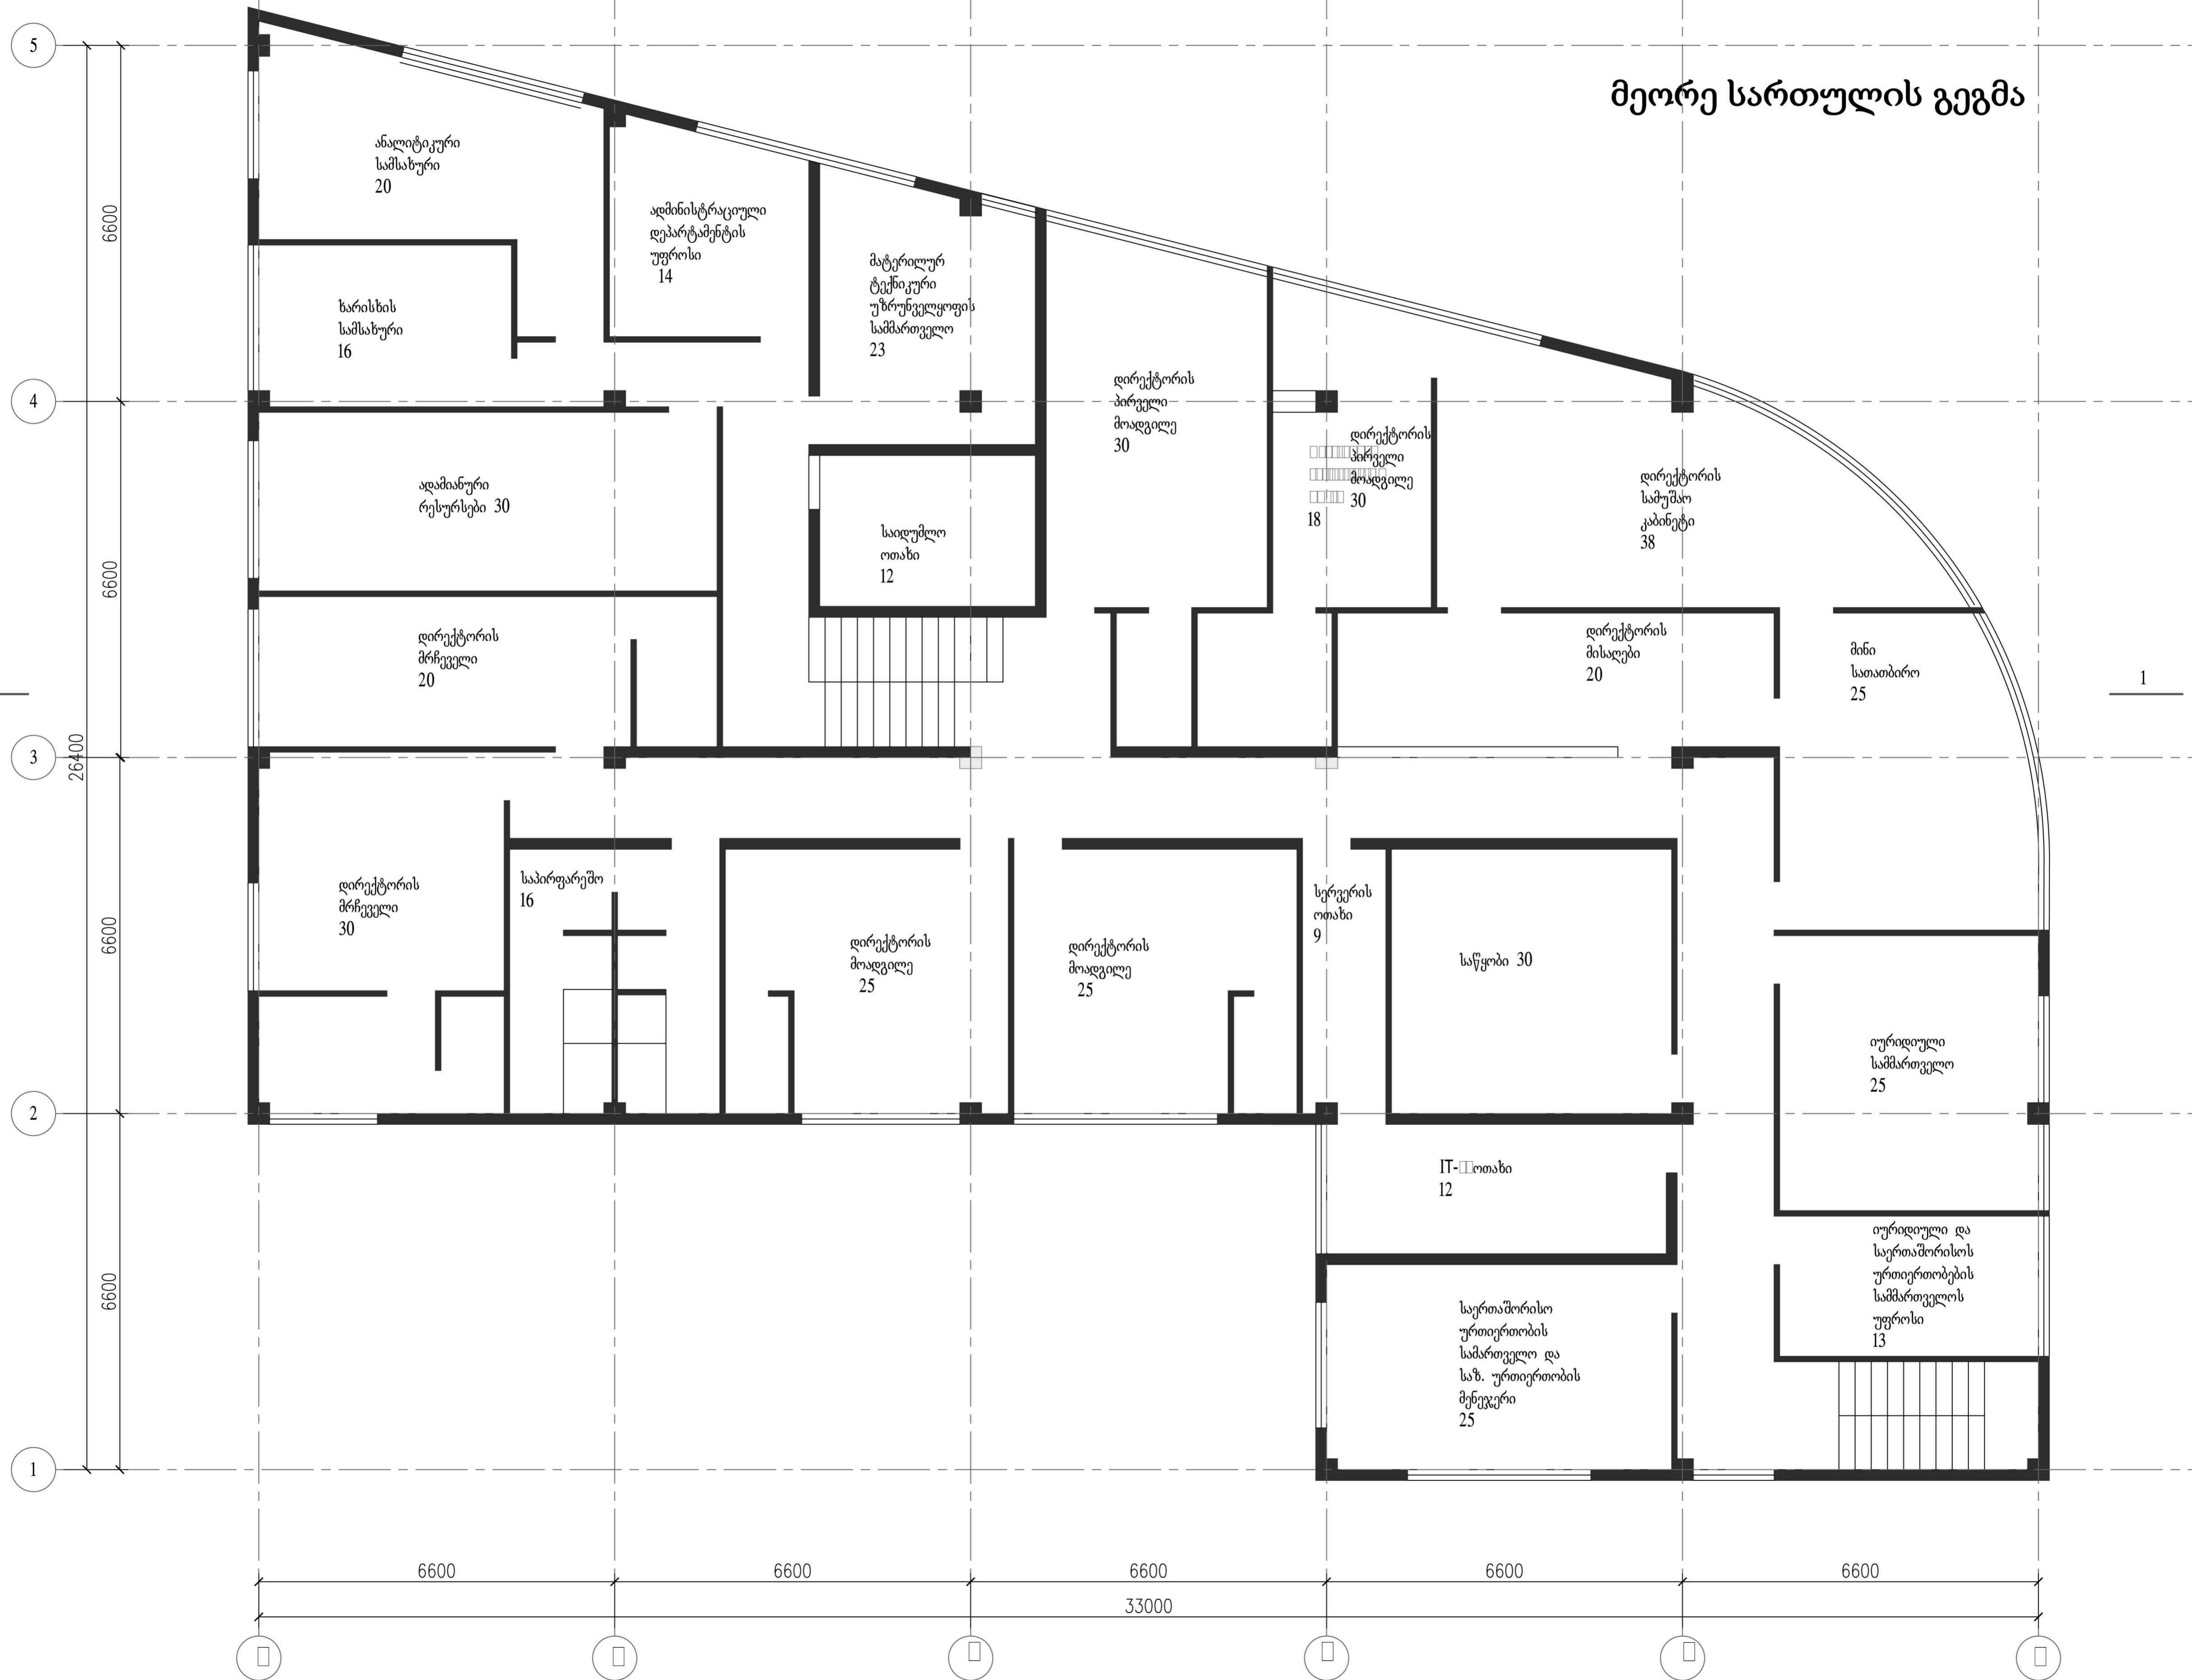 მეორე სართულის გეგმა
5
4
3
2
1
6600
6600
6600
6600
26400
ანალიტიკური
სამსახური
20
ადმინისტრაციული
დეპარტამენტის
უფროსი
14
მატერილურ
ტექნიკური
უზრუნველყოფის
სამმართველო
23
ხარისხის
სამსახური
16
დირექტორის
პირველი
მოადგილე
30
დირექტორის
პირველი
მოადგილე
30
18
დირექტორის
სამუშაო
კაბინეტი
38
ადამიანური
რესურსები 30
საიდუმლო
ოთახი
12
დირექტორის
მრჩეველი
20
დირექტორის
მისაღები
20
მინი
სათათბირო
25
1
დირექტორის
მრჩეველი
30
საპირფარეშო
16
დირექტორის
მოადგილე
25
დირექტორის
მოადგილე
25
სერვერის
ოთახი
9
საწყობი 30
იურიდიული
სამმართველო
25
IT-ოთახი
12
იურიდიული და
საერთაშორისოს
ურთიერთობების
სამმართველოს
უფროსი
13
საერთაშორისო
ურთიერთობის
სამართველო და
საზ. ურთიერთობის
მენეჯერი
25
6600
6600
6600
6600
6600
33000